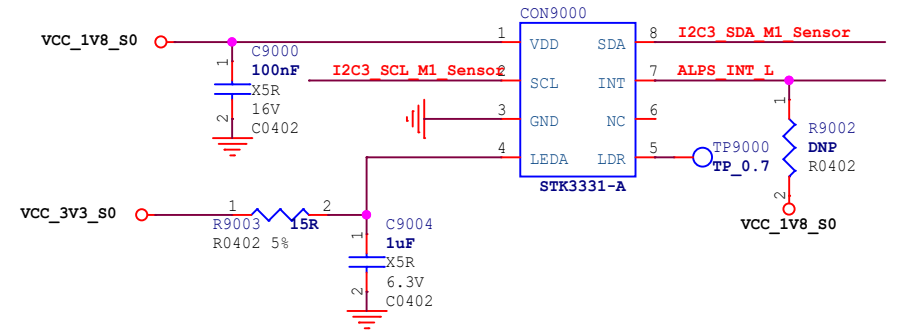 CON9000
VCC_1V8_S0
1
VDD
SDA
8
I2C3_SDA_M1_Sensor
C9000
1
100nF
X5R
16V
2
C0402
I2C3_SCL_M1_Sensor
2
SCL
INT
7
ALPS_INT_L
3
GND
NC
6
1
R9002
DNP
R0402
2
VCC_1V8_S0
4
LEDA
LDR
5
TP9000
TP_0.7
STK3331-A
VCC_3V3_S0
1
2
R9003
15R
R0402 5%
C9004
1
1uF
X5R
6.3V
2
C0402